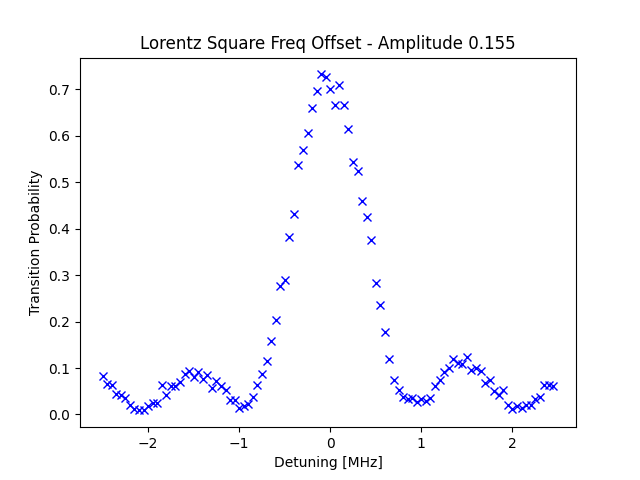 Lorentz Square Freq Offset - Amplitude 0.155
0.7
0.6
0.5
0.4
0.3
0.2
0.1
0.0
Transition Probability
−2 −1 0 1 2
Detuning [MHz]